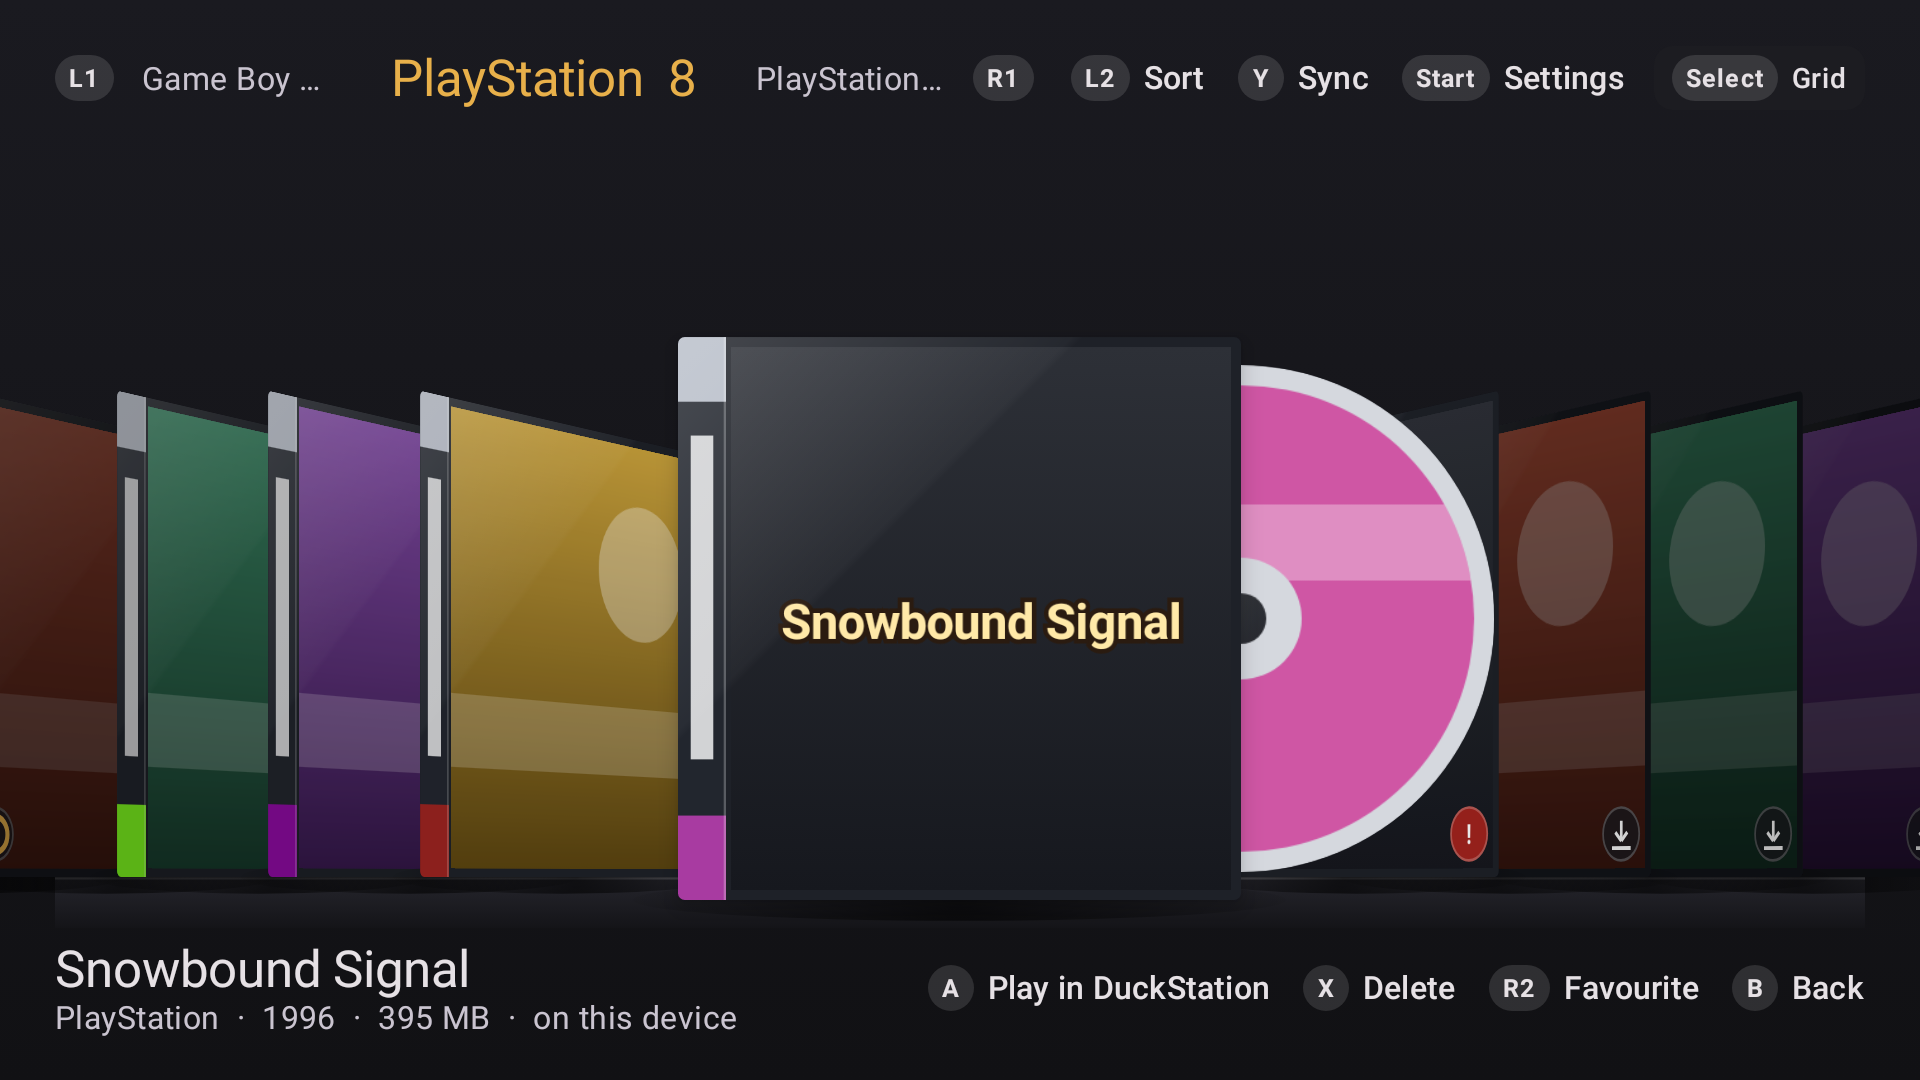 L1 Game Boy ... PlayStation 8 PlayStation... R1 L2 Sort Y Sync Start Settings Select Grid
Snowbound Signal
!
Snowbound Signal
PlayStation · 1996 · 395 MB · on this device
A Play in DuckStation X Delete R2 Favourite B Back